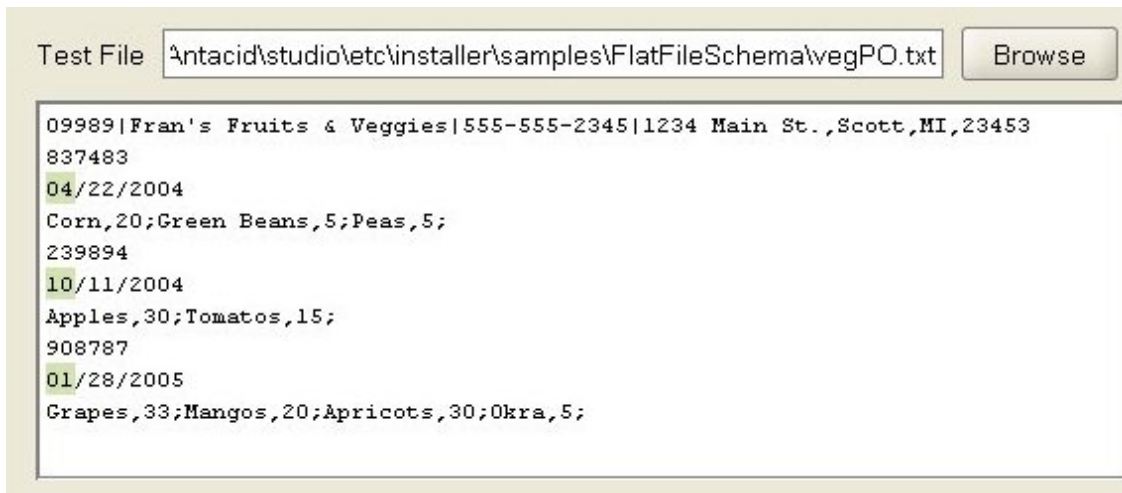 Test File Antacid\studio\etc\installer\samples\FlatFileSchema\vegPO.txt Browse
09989|Fran's Fruits & Veggies|555-555-2345|1234 Main St.,Scott,MI,23453
837483
04/22/2004
Corn,20;Green Beans,5;Peas,5;
239894
10/11/2004
Apples,30;Tomatos,15;
908787
01/28/2005
Grapes,33;Mangos,20;Apricots,30;Okra,5;